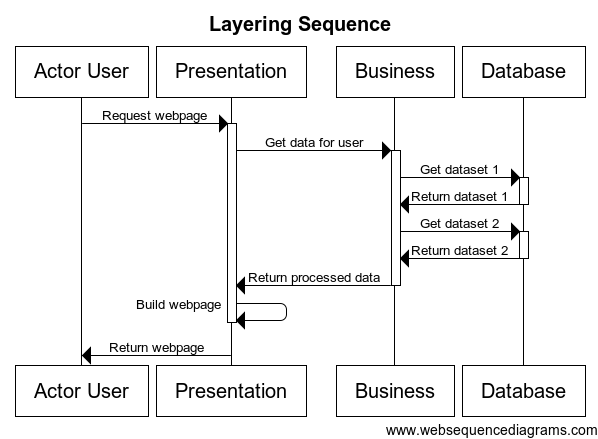 Layering Sequence
Actor User Presentation Business Database
Request webpage
Get data for user
Get dataset 1
Return dataset 1
Get dataset 2
Return dataset 2
Return processed data
Build webpage
Return webpage
Actor User Presentation Business Database
www.websequencediagrams.com